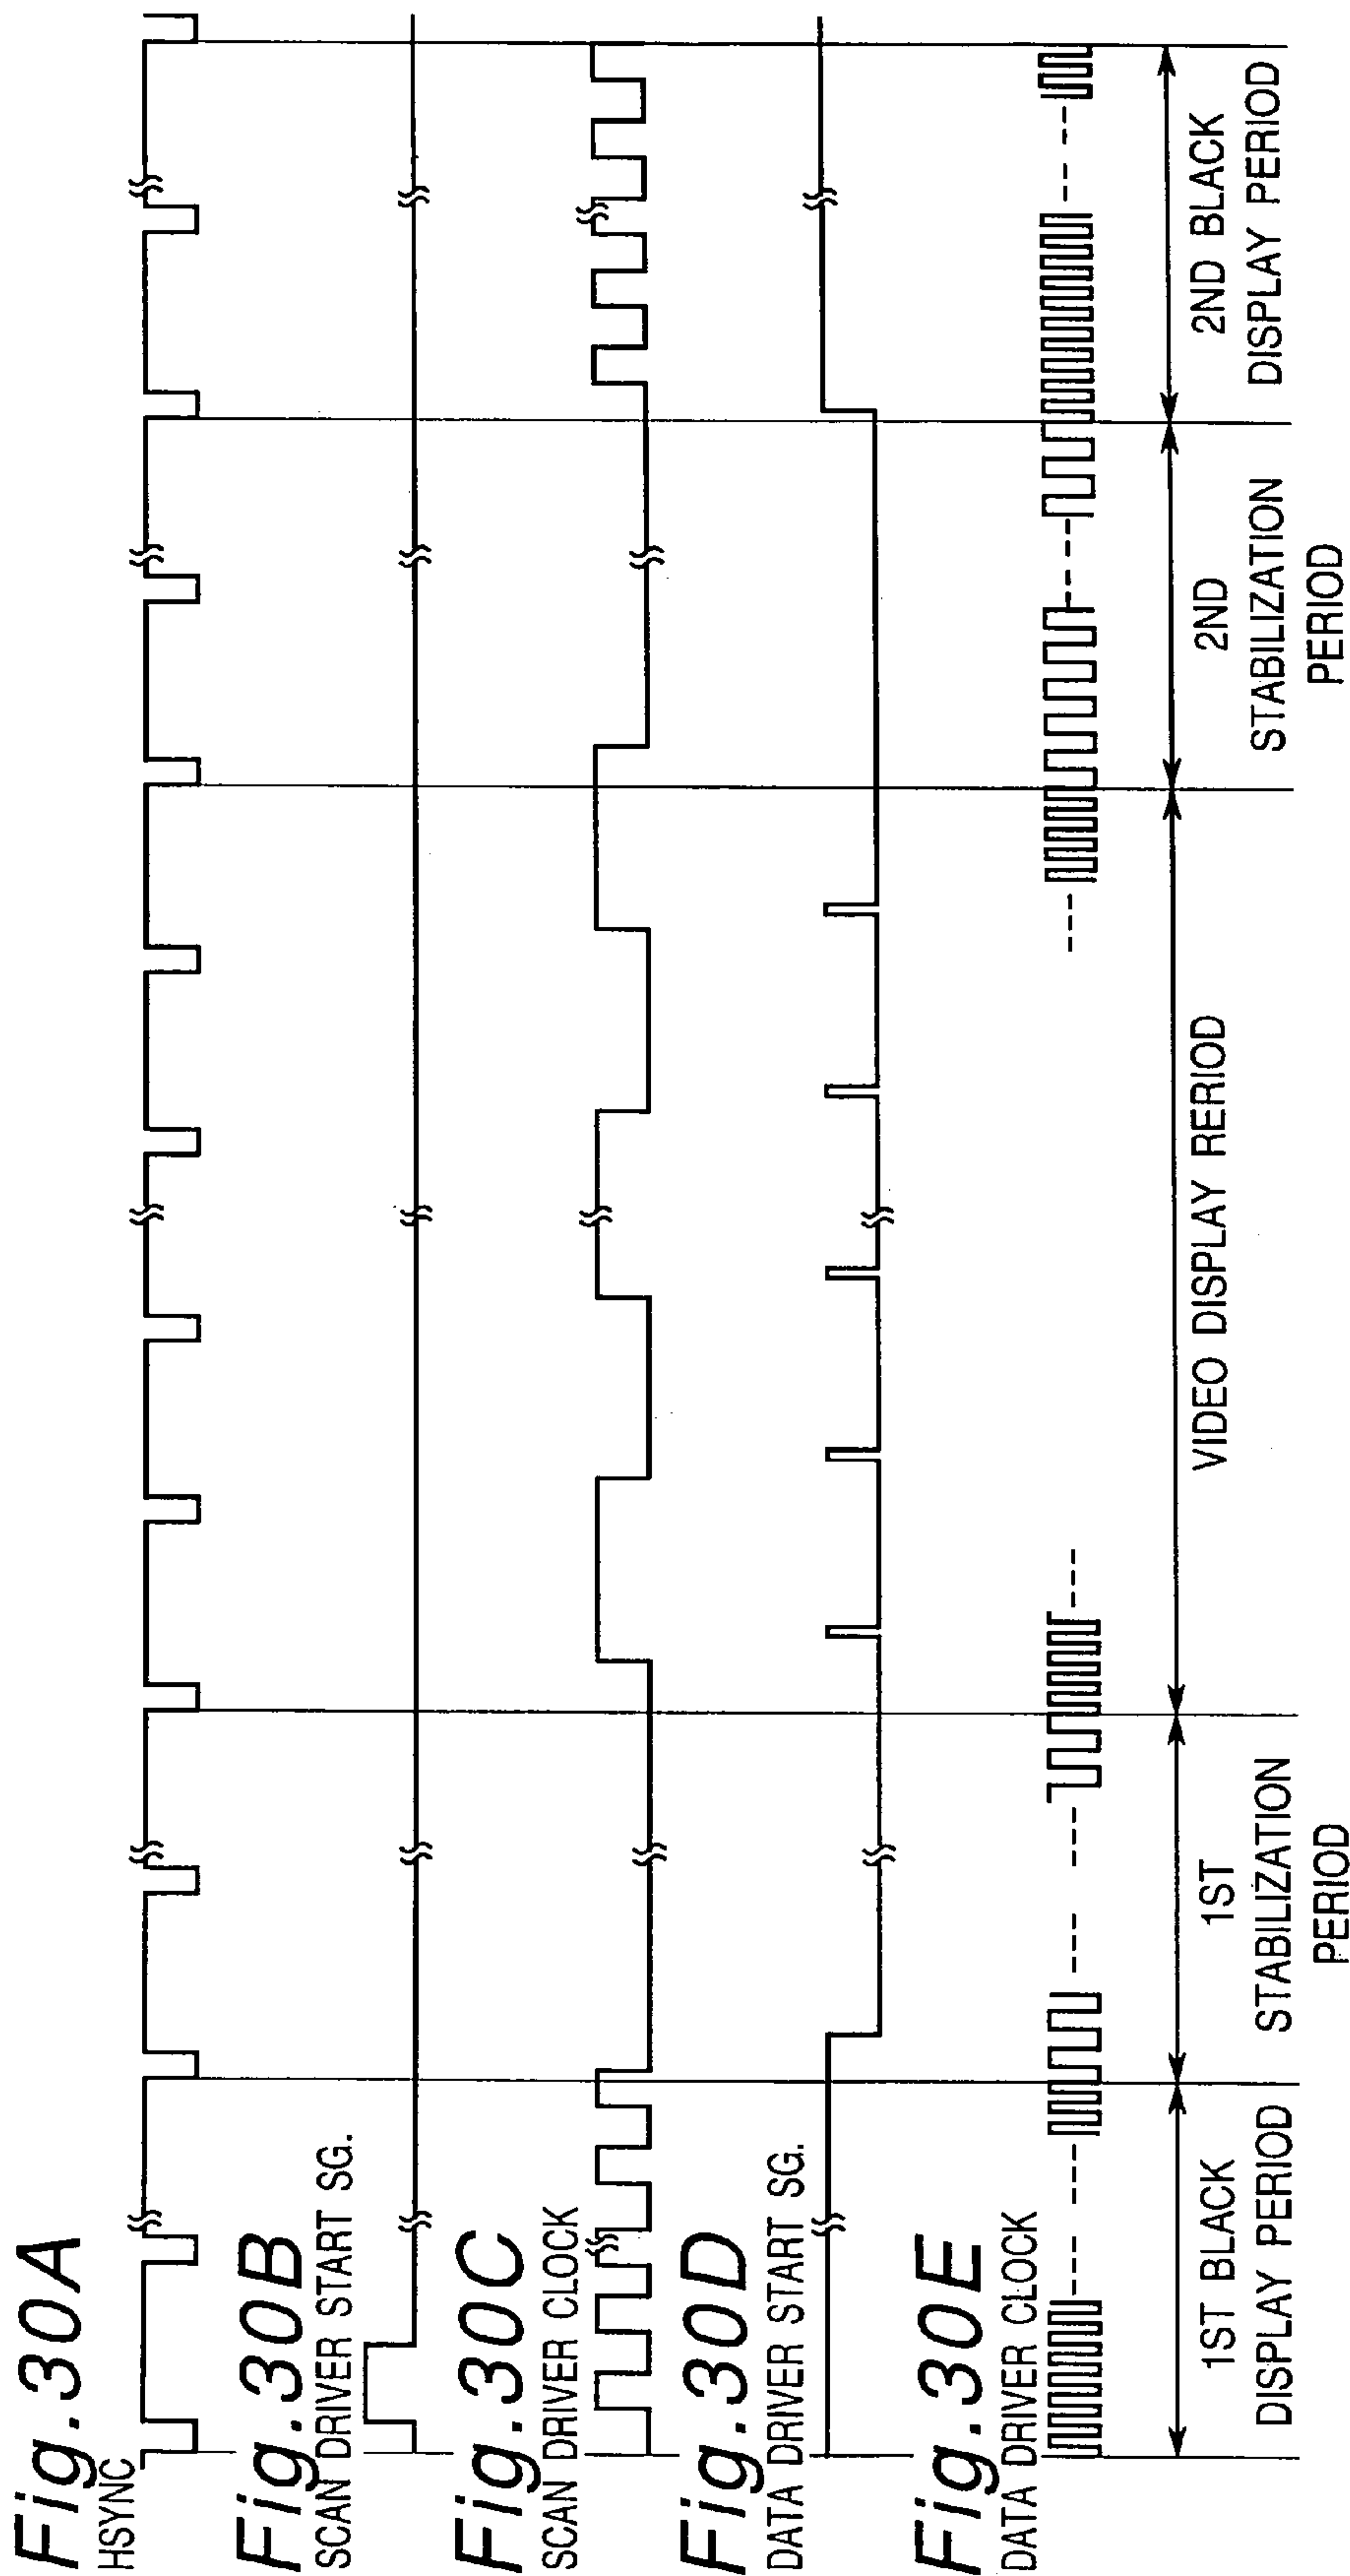 Fig.30A
HSYNC
Fig.30B
SCAN DRIVER START SG.
Fig.30C
SCAN DRIVER CLOCK
Fig.30D
DATA DRIVER START SG.
Fig.30E
DATA DRIVER CLOCK
1ST BLACK
DISPLAY PERIOD
1ST
STABILIZATION
PERIOD
VIDEO DISPLAY RERIOD
2ND
STABILIZATION
PERIOD
2ND BLACK
DISPLAY PERIOD